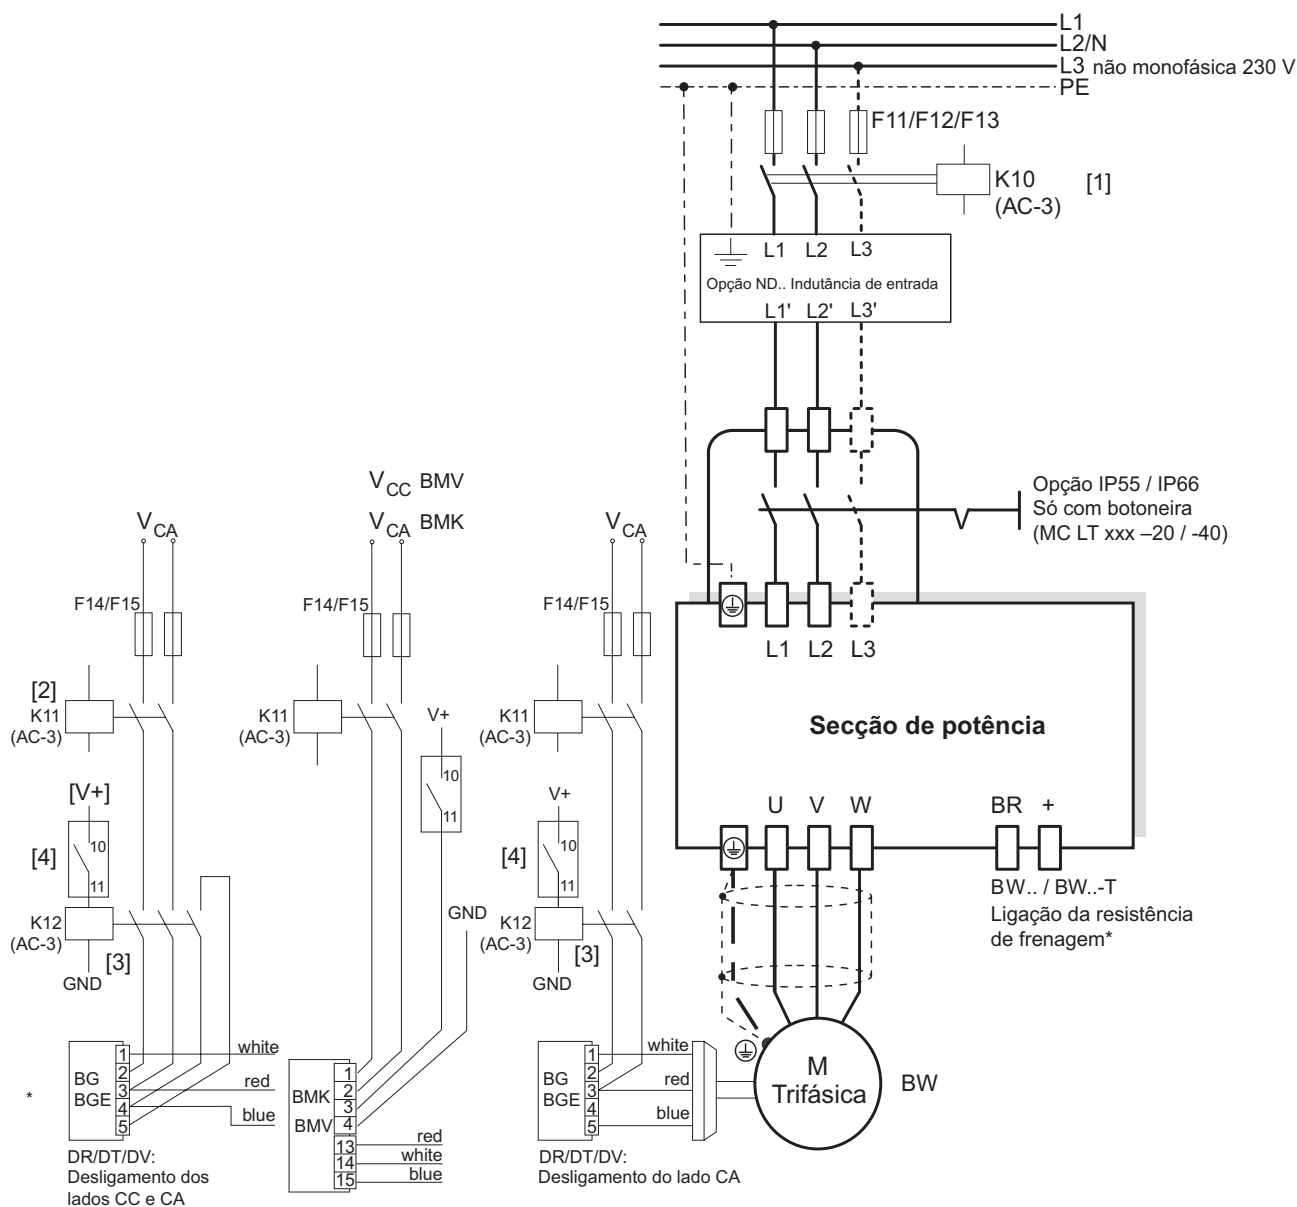 L1
L2/N
L3 não monofásica 230 V
PE
F11/F12/F13
K10
(AC-3)
[1]
L1 L2 L3
Opção ND.. Indutância de entrada
L1' L2' L3'
Opção IP55 / IP66
Só com botoneira
(MC LT xxx –20 / -40)
L1 L2 L3
Secção de potência
U V W
BR +
BW.. / BW..-T
Ligação da resistência
de frenagem*
M
Trifásica
BW
VCA
F14/F15
[2]
K11
(AC-3)
[V+]
[4]
10
11
K12
(AC-3)
[3]
GND
BG
BGE
1
2
3
4
5
white
red
blue
*
DR/DT/DV:
Desligamento dos
lados CC e CA
VCC BMV
VCA BMK
F14/F15
K11
(AC-3)
V+
10
11
GND
BMK
BMV
1
2
3
4
13
14
15
red
white
blue
VCA
F14/F15
K11
(AC-3)
V+
[4]
10
11
K12
(AC-3)
[3]
GND
BG
BGE
1
2
3
4
5
white
red
blue
DR/DT/DV:
Desligamento do lado CA